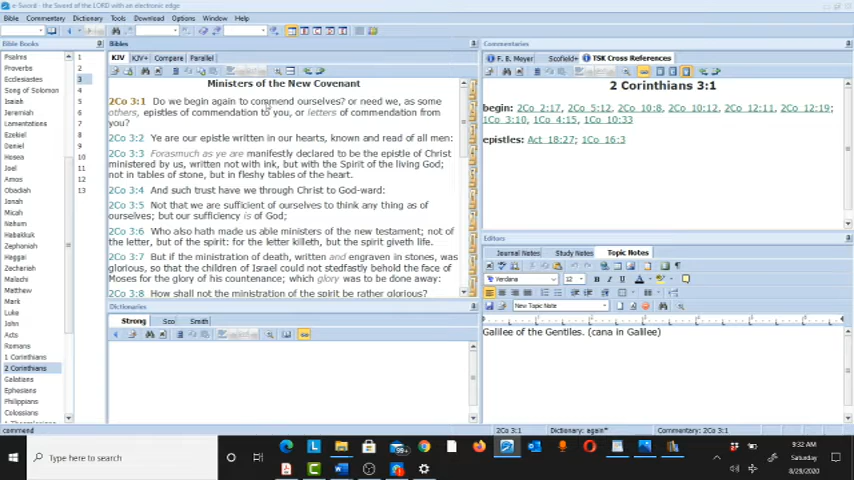 e-Sword - the Sword of the LORD with an electronic edge
Bible Commentary Dictionary Tools Download Options Window Help
Bible Books
Psalms
Proverbs
Ecclesiastes
Song of Solomon
Isaiah
Jeremiah
Lamentations
Ezekiel
Daniel
Hosea
Joel
Amos
Obadiah
Jonah
Micah
Nahum
Habakkuk
Zephaniah
Haggai
Zechariah
Malachi
Matthew
Mark
Luke
John
Acts
Romans
1 Corinthians
2 Corinthians
Galatians
Ephesians
Philippians
Colossians
1
2
3
4
5
6
7
8
9
10
11
12
13
Bibles
KJV KJV+ Compare Parallel
Ministers of the New Covenant
2Co 3:1 Do we begin again to commend ourselves? or need we, as some
others, epistles of commendation to you, or letters of commendation from
you?
2Co 3:2 Ye are our epistle written in our hearts, known and read of all men:
2Co 3:3 Forasmuch as ye are manifestly declared to be the epistle of Christ
ministered by us, written not with ink, but with the Spirit of the living God;
not in tables of stone, but in fleshy tables of the heart.
2Co 3:4 And such trust have we through Christ to God-ward:
2Co 3:5 Not that we are sufficient of ourselves to think any thing as of
ourselves; but our sufficiency is of God;
2Co 3:6 Who also hath made us able ministers of the new testament; not of
the letter, but of the spirit: for the letter killeth, but the spirit giveth life.
2Co 3:7 But if the ministration of death, written and engraven in stones, was
glorious, so that the children of Israel could not stedfastly behold the face of
Moses for the glory of his countenance; which glory was to be done away:
2Co 3:8 How shall not the ministration of the spirit be rather glorious?
Dictionaries
Strong Sco Smith
Commentaries
F. B. Meyer Scofield+ TSK Cross References
2 Corinthians 3:1
begin: 2Co 2:17, 2Co 5:12, 2Co 10:8, 2Co 10:12, 2Co 12:11, 2Co 12:19;
1Co 3:10, 1Co 4:15, 1Co 10:33
epistles: Act 18:27; 1Co 16:3
Editors
Journal Notes Study Notes Topic Notes
Verdana 12
New Topic Note
Galilee of the Gentiles. (cana in Galilee)
commend
2Co 3:1 Dictionary: again* Commentary: 2Co 3:1
Type here to search
99+
9:32 AM
Saturday
8/29/2020